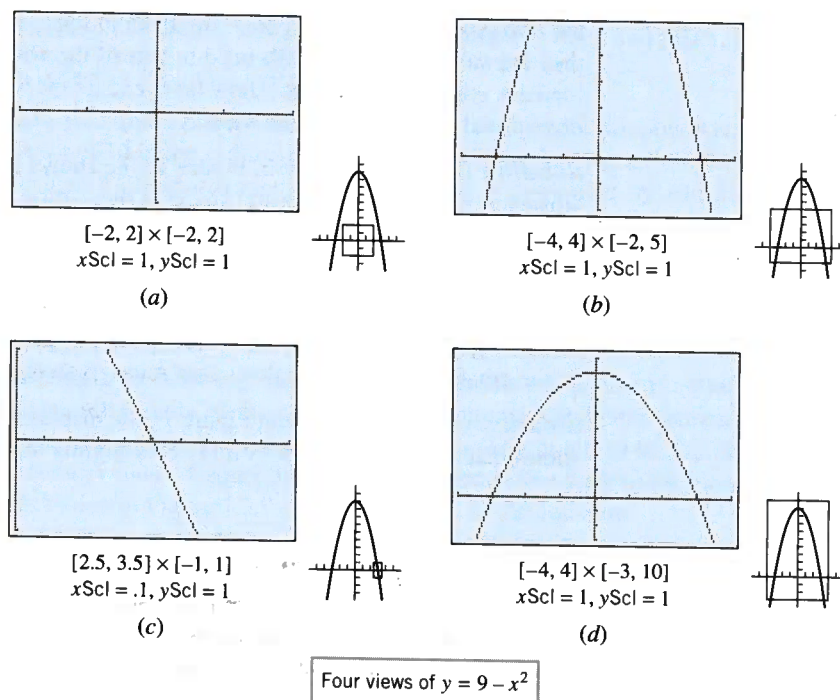 (a)
[−2, 2] × [−2, 2]
xScl = 1, yScl = 1
(a)
[−4, 4] × [−2, 5]
xScl = 1, yScl = 1
(b)
[2.5, 3.5] × [−1, 1]
xScl = .1, yScl = 1
(c)
[−4, 4] × [−3, 10]
xScl = 1, yScl = 1
(d)
Four views of y = 9 − x²